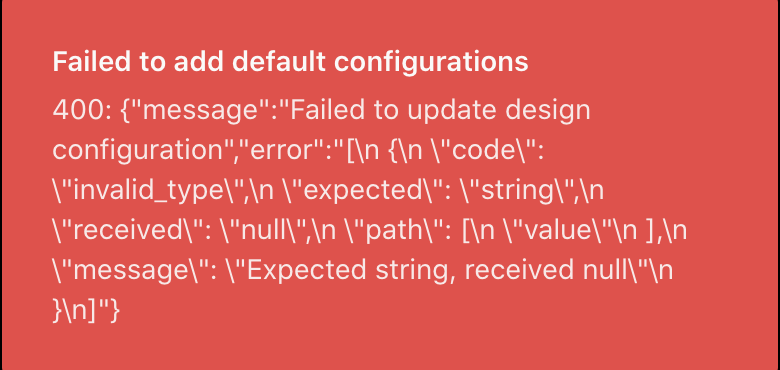 Failed to add default configurations
400: {"message":"Failed to update design
configuration","error":"[\n {\n \"code\":
\"invalid_type\",\n \"expected\": \"string\",\n
\"received\": \"null\",\n \"path\": [\n \"value\"\n ],\n
\"message\": \"Expected string, received null\"\n
}\n]"}